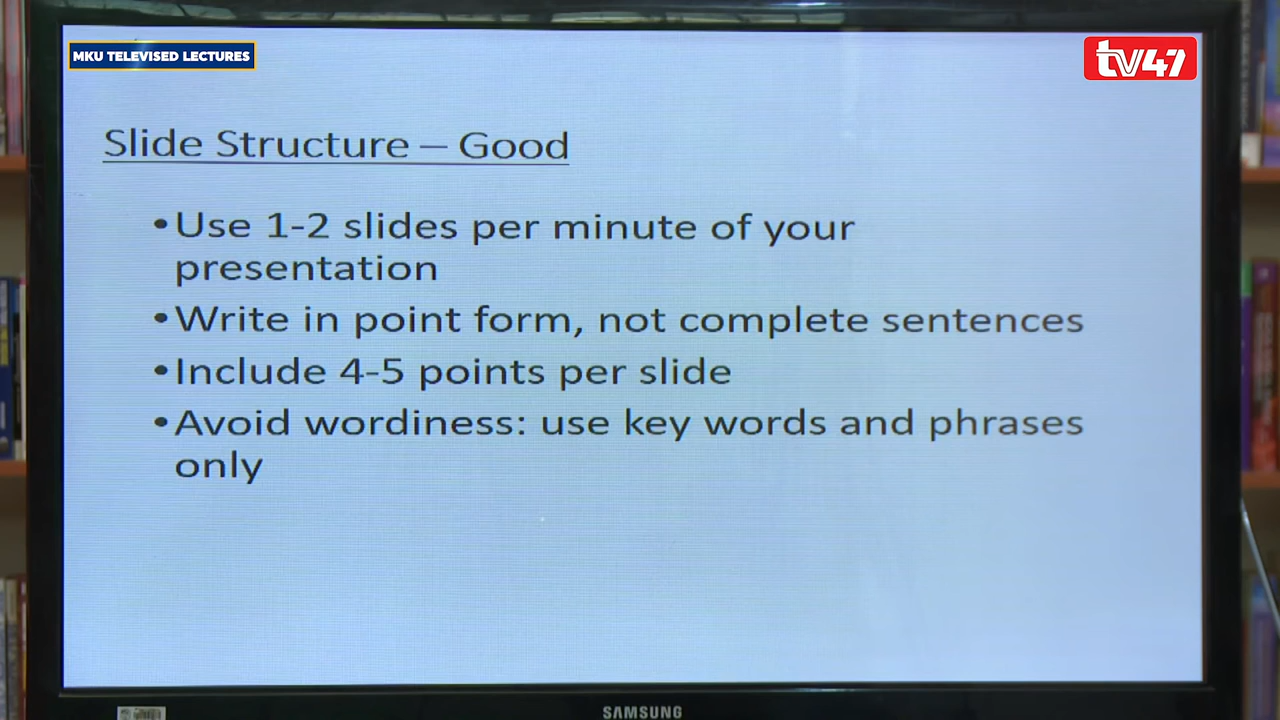 MKU TELEVISED LECTURES
tv47
Slide Structure – Good
•Use 1-2 slides per minute of your
presentation
•Write in point form, not complete sentences
•Include 4-5 points per slide
•Avoid wordiness: use key words and phrases
only
SAMSUNG